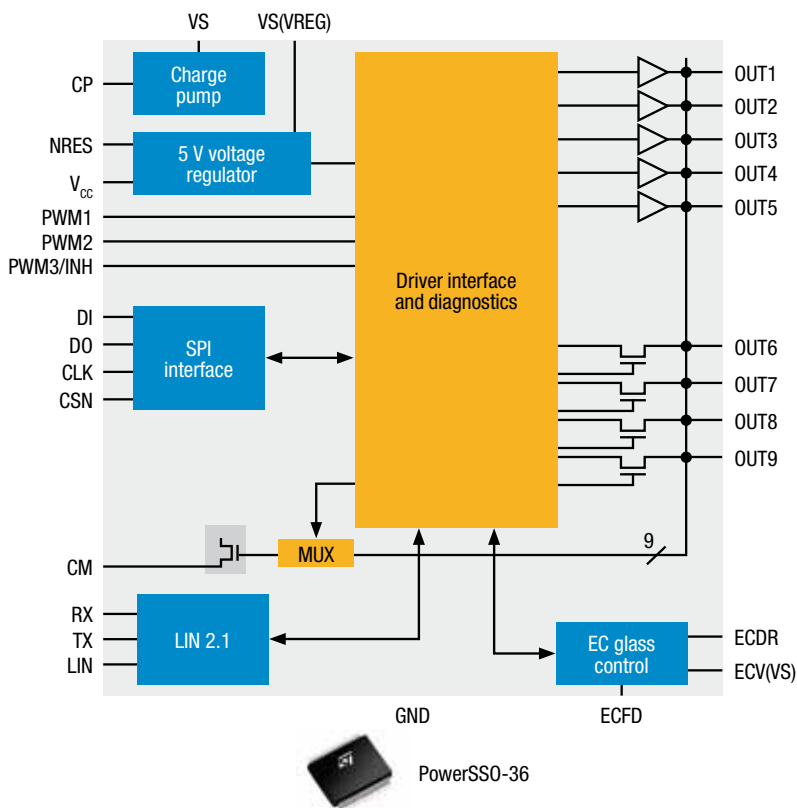 VS
VS(VREG)
CP
Charge
pump
NRES
5 V voltage
regulator
VCC
PWM1
PWM2
PWM3/INH
Driver interface
and diagnostics
OUT1
OUT2
OUT3
OUT4
OUT5
DI
DO
CLK
CSN
SPI
interface
OUT6
OUT7
OUT8
OUT9
CM
MUX
9
RX
TX
LIN
LIN 2.1
EC glass
control
ECDR
ECV(VS)
GND
ECFD
PowerSSO-36